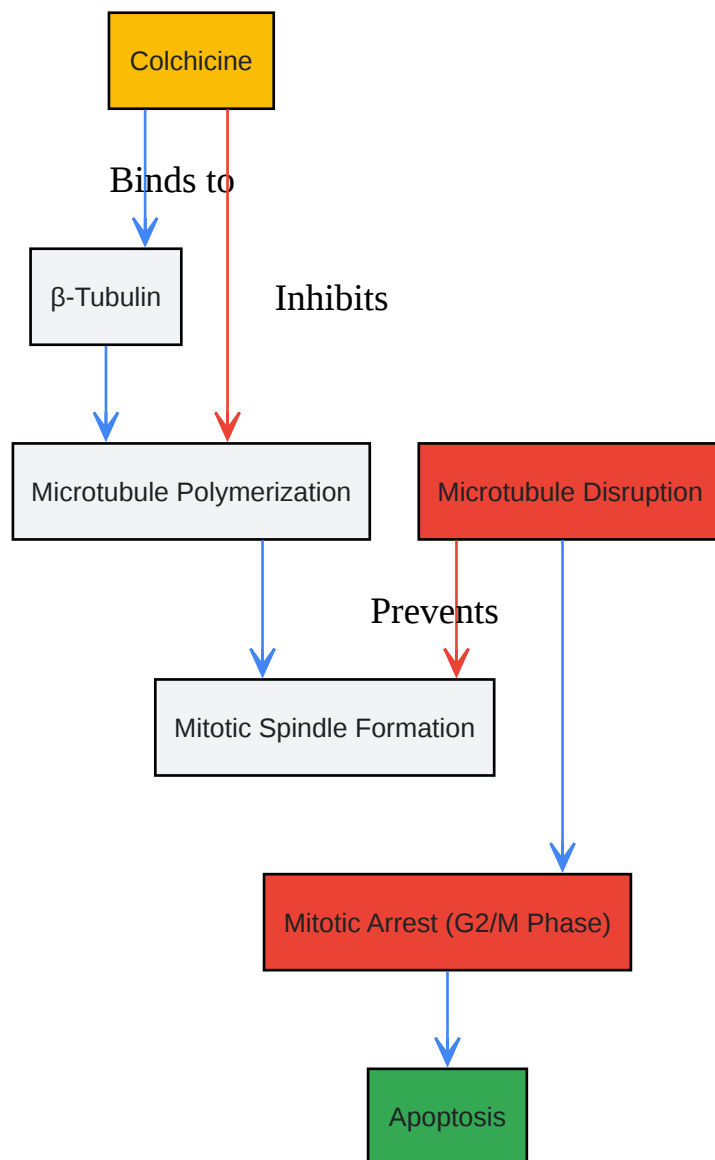 Colchicine
Binds to
β-Tubulin
Inhibits
Microtubule Polymerization
Microtubule Disruption
Prevents
Mitotic Spindle Formation
Mitotic Arrest (G2/M Phase)
Apoptosis